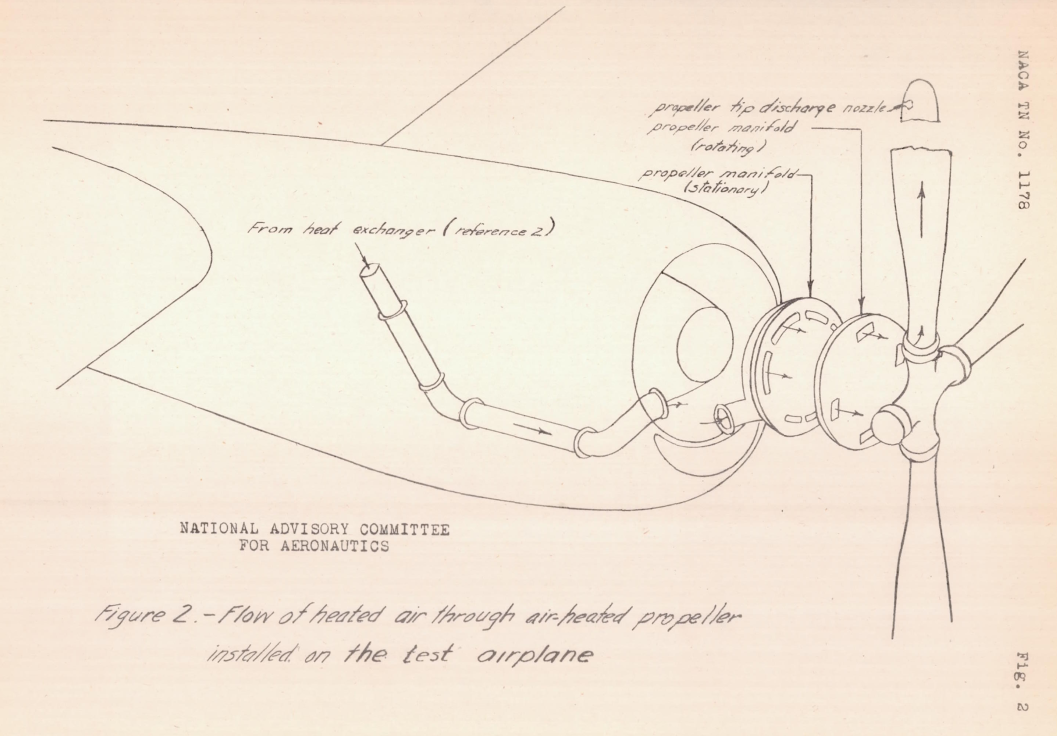 NACA TN No. 1178
propeller tip discharge nozzle
propeller manifold
(rotating)
propeller manifold
(stationary)
From heat exchanger (reference 2)
NATIONAL ADVISORY COMMITTEE
FOR AERONAUTICS
Figure 2.- Flow of heated air through air-heated propeller
installed on the test airplane
Fig. 2